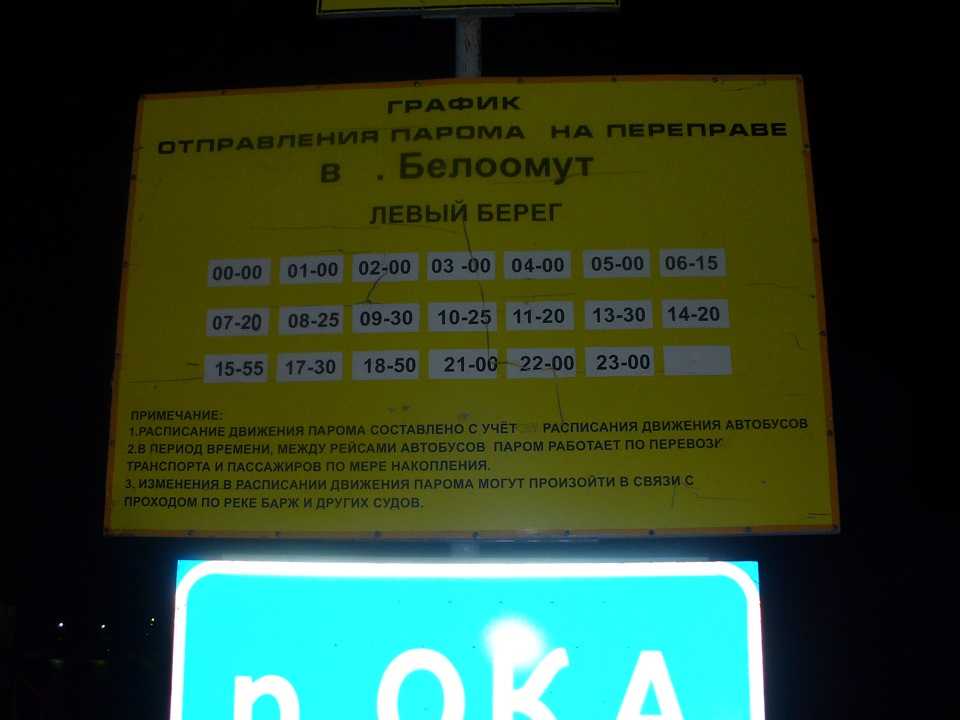 ГРАФИК
ОТПРАВЛЕНИЯ ПАРОМА НА ПЕРЕПРАВЕ
в . Белоомут
ЛЕВЫЙ БЕРЕГ
00-00 01-00 02-00 03 -00 04-00 05-00 06-15
07-20 08-25 09-30 10-25 11-20 13-30 14-20
15-55 17-30 18-50 21-00 22-00 23-00
ПРИМЕЧАНИЕ:
1.РАСПИСАНИЕ ДВИЖЕНИЯ ПАРОМА СОСТАВЛЕНО С УЧЁТ РАСПИСАНИЯ ДВИЖЕНИЯ АВТОБУСОВ
2.В ПЕРИОД ВРЕМЕНИ, МЕЖДУ РЕЙСАМИ АВТОБУСОВ ПАРОМ РАБОТАЕТ ПО ПЕРЕВОЗК
ТРАНСПОРТА И ПАССАЖИРОВ ПО МЕРЕ НАКОПЛЕНИЯ.
3. ИЗМЕНЕНИЯ В РАСПИСАНИИ ДВИЖЕНИЯ ПАРОМА МОГУТ ПРОИЗОЙТИ В СВЯЗИ С
ПРОХОДОМ ПО РЕКЕ БАРЖ И ДРУГИХ СУДОВ.
р. ОКА